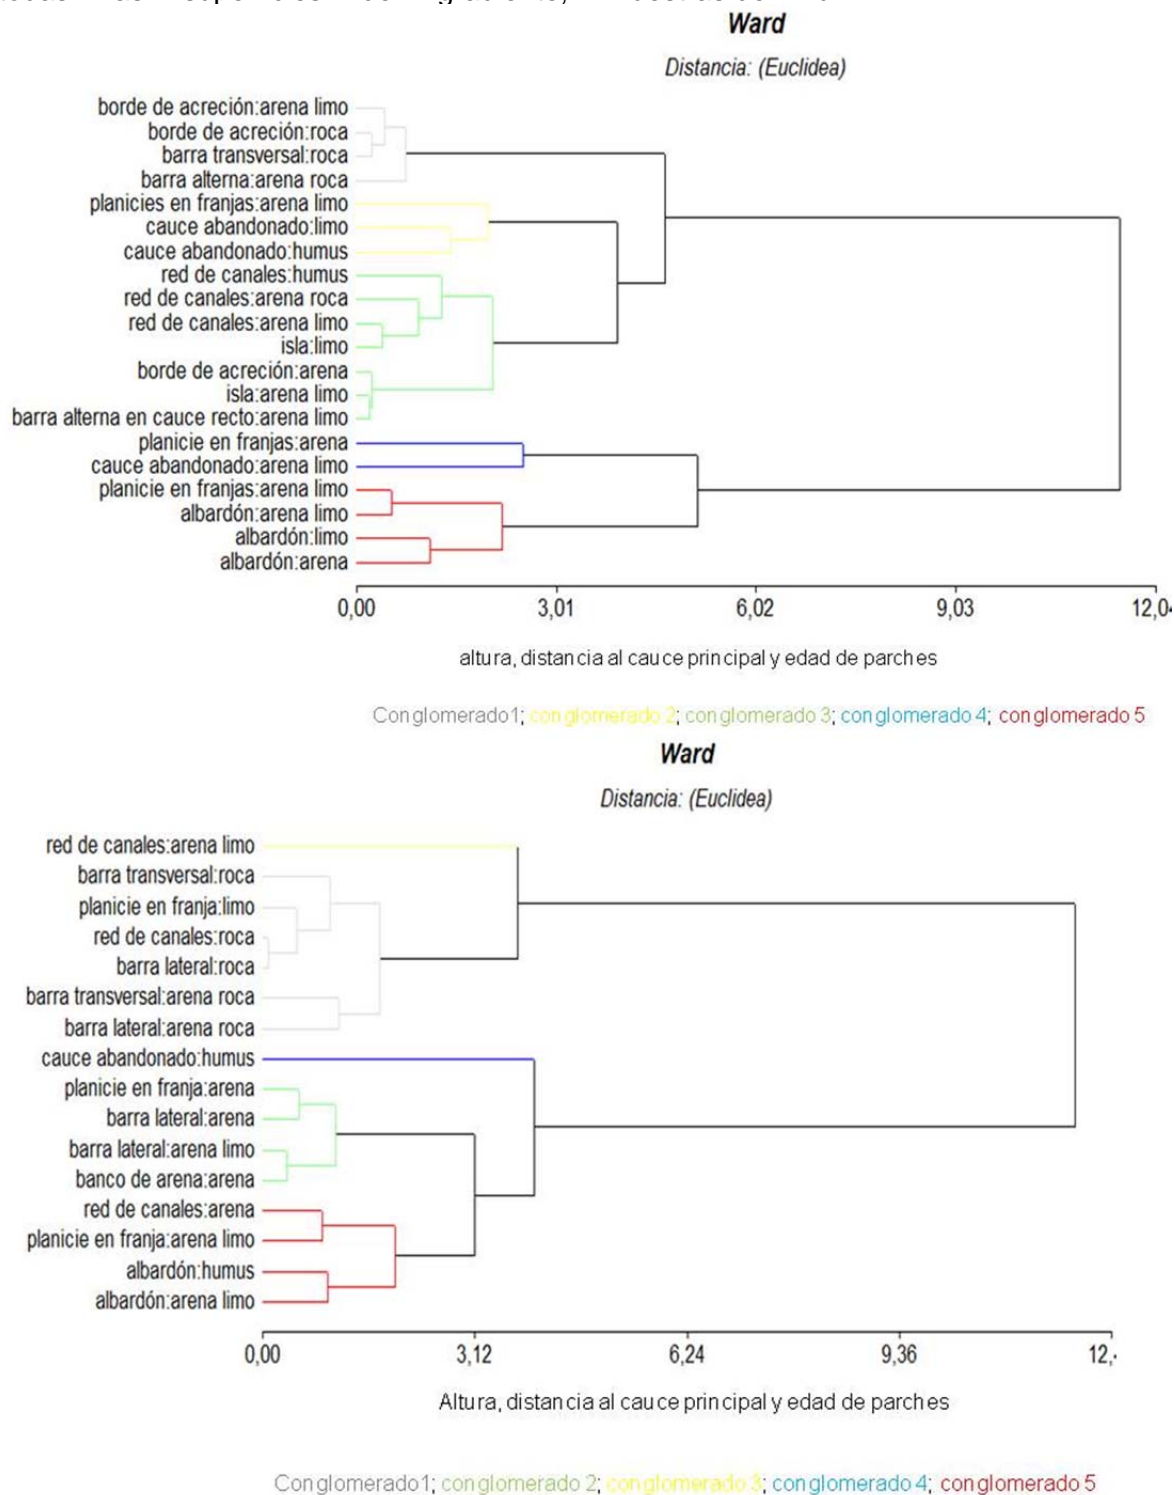 Ward
Distancia: (Euclidea)
borde de acreción:arena limo
borde de acreción:roca
barra transversal:roca
barra alterna:arena roca
planicies en franjas:arena limo
cauce abandonado:limo
cauce abandonado:humus
red de canales:humus
red de canales:arena roca
red de canales:arena limo
isla:limo
borde de acreción:arena
isla:arena limo
barra alterna en cauce recto:arena limo
planicie en franjas:arena
cauce abandonado:arena limo
planicie en franjas:arena limo
albardón:arena limo
albardón:limo
albardón:arena
0,00 3,01 6,02 9,03 12,04
altura, distancia al cauce principal y edad de parches
Conglomerado1; conglomerado 2; conglomerado 3; conglomerado 4; conglomerado 5
Ward
Distancia: (Euclidea)
red de canales:arena limo
barra transversal:roca
planicie en franja:limo
red de canales:roca
barra lateral:roca
barra transversal:arena roca
barra lateral:arena roca
cauce abandonado:humus
planicie en franja:arena
barra lateral:arena
barra lateral:arena limo
banco de arena:arena
red de canales:arena
planicie en franja:arena limo
albardón:humus
albardón:arena limo
0,00 3,12 6,24 9,36 12,
Altura, distancia al cauce principal y edad de parches
Conglomerado1; conglomerado 2; conglomerado 3; conglomerado 4; conglomerado 5